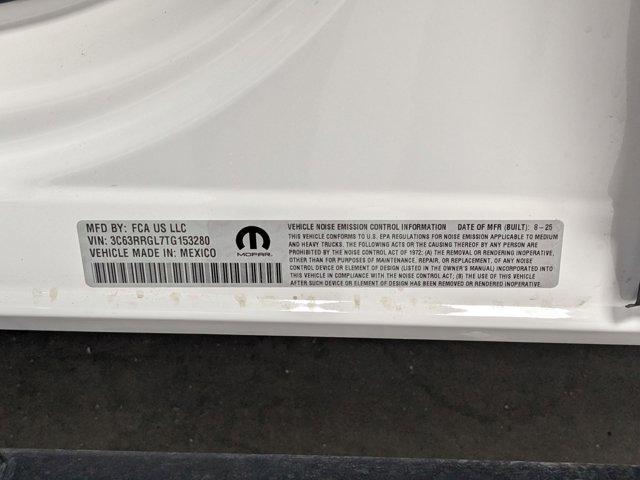 MFD BY: FCA US LLC
VIN: 3C63RRGL7TG153280
VEHICLE MADE IN: MEXICO
MOPAR.
VEHICLE NOISE EMISSION CONTROL INFORMATION DATE OF MFR (BUILT): 8-25
THIS VEHICLE CONFORMS TO U.S. EPA REGULATIONS FOR NOISE EMISSION APPLICABLE TO MEDIUM
AND HEAVY TRUCKS. THE FOLLOWING ACTS OR THE CAUSING THEREOF BY ANY PERSON ARE
PROHIBITED BY THE NOISE CONTROL ACT OF 1972: (A) THE REMOVAL OR RENDERING INOPERATIVE,
OTHER THAN FOR PURPOSES OF MAINTENANCE, REPAIR, OR REPLACEMENT, OF ANY NOISE
CONTROL DEVICE OR ELEMENT OF DESIGN (LISTED IN THE OWNER'S MANUAL) INCORPORATED INTO
THIS VEHICLE IN COMPLIANCE WITH THE NOISE CONTROL ACT; (B) THE USE OF THIS VEHICLE
AFTER SUCH DEVICE OR ELEMENT OF DESIGN HAS BEEN REMOVED OR RENDERED INOPERATIVE.